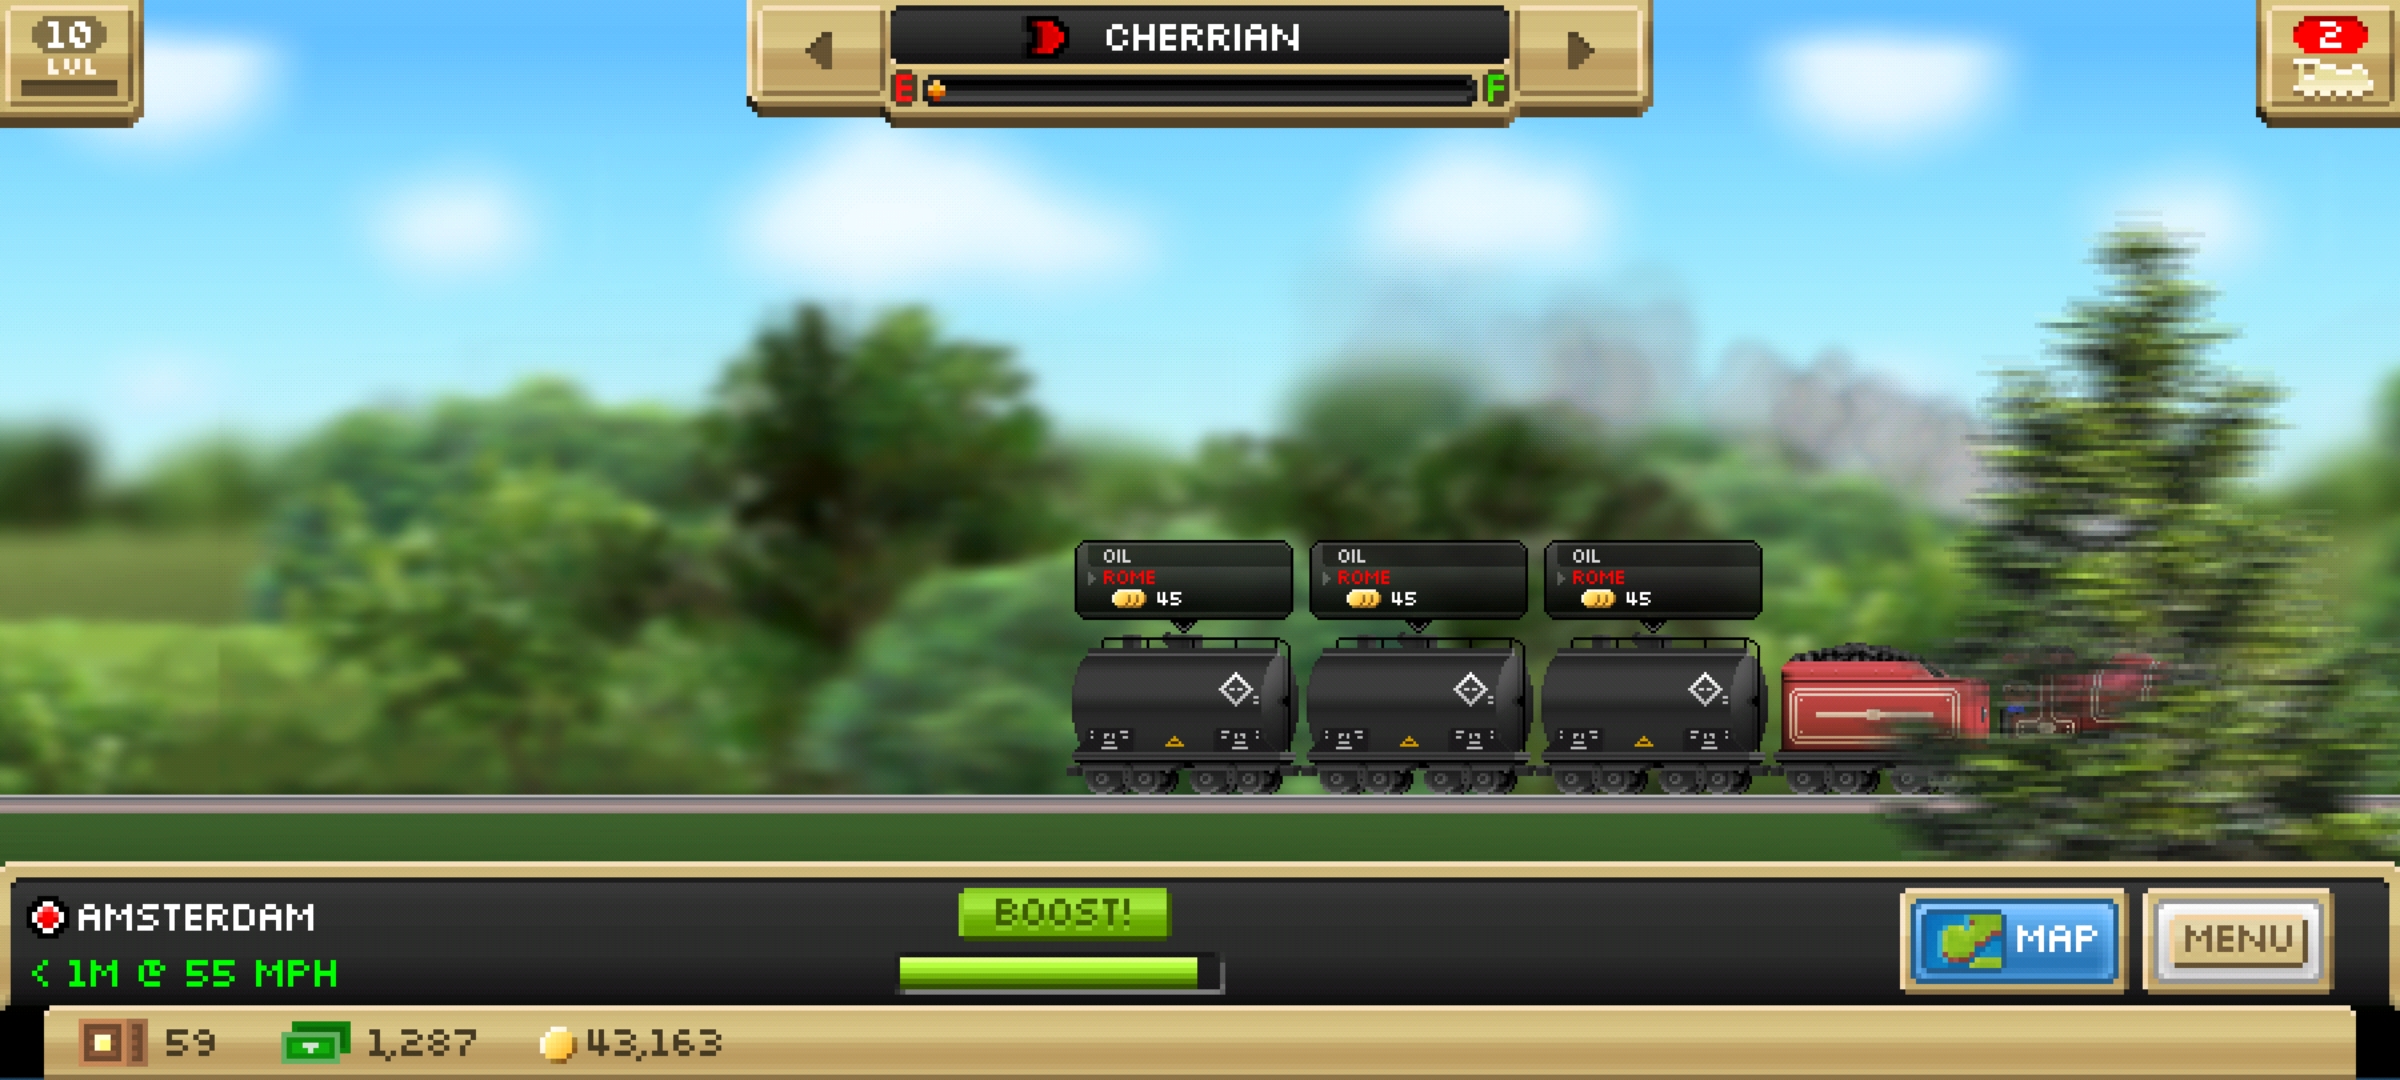 10
LVL
CHERRIAN
E F
2
OIL
ROME
45
OIL
ROME
45
OIL
ROME
45
AMSTERDAM
< 1M @ 55 MPH
BOOST!
MAP
MENU
59
1,287
43,163